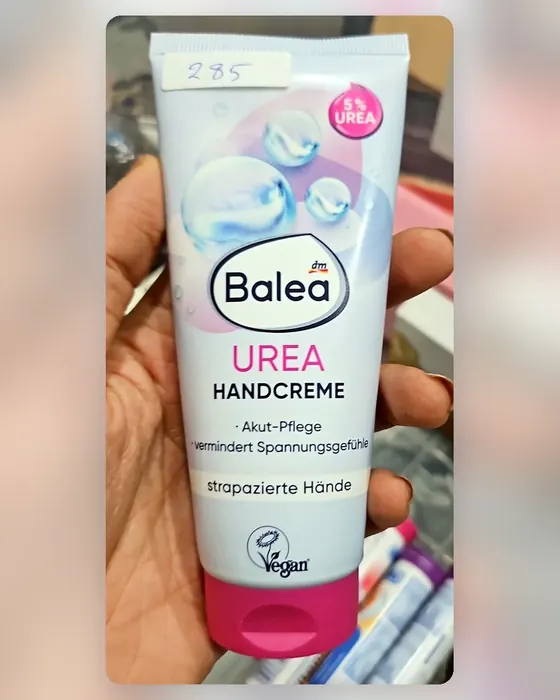 285
5%
UREA
dm
Balea
UREA
HANDCREME
· Akut-Pflege
· vermindert Spannungsgefühle
strapazierte Hände
Vegan